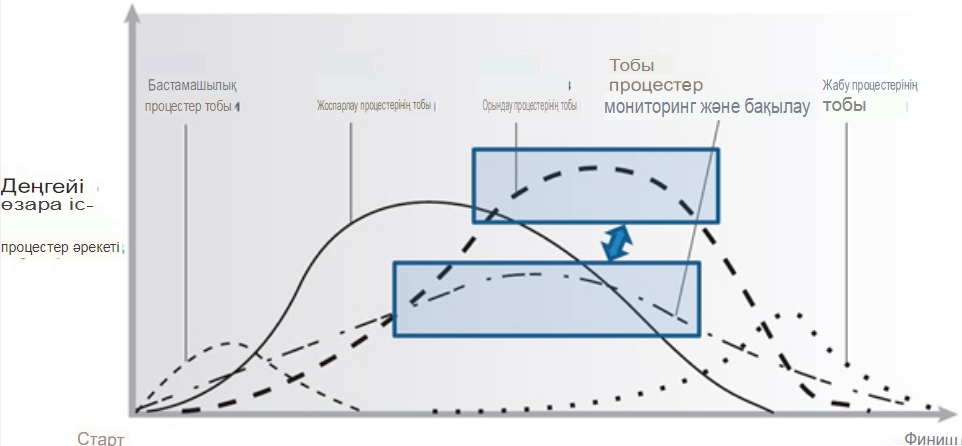 Бастамашылық
процестер тобы
Жоспарлау процестерінің тобы
Орындау процестерінің тобы
Тобы
процестер
мониторинг және бақылау
Жабу процестерінің
тобы
Деңгейі
өзара іс-
процестер әрекеті
Старт
Финиш